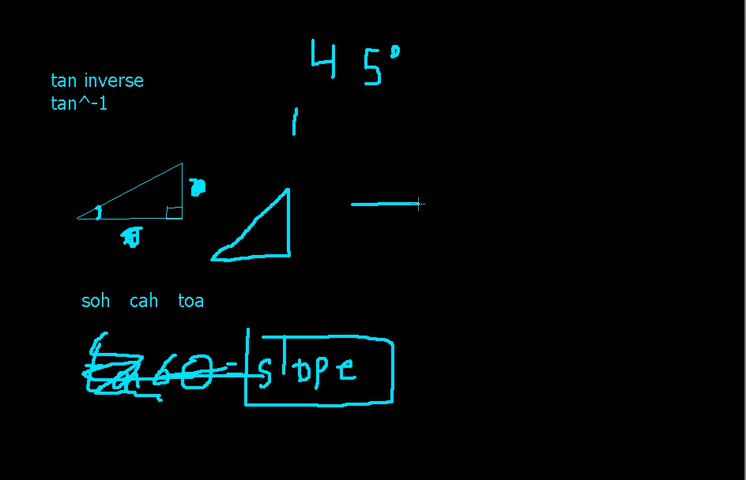 45°
tan inverse
tan^-1
1
soh cah toa
slope